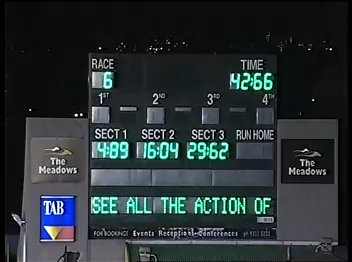 RACE
TIME
6
42:66
1ST 2ND 3RD 4TH
SECT 1 SECT 2 SECT 3 RUN HOME
4:89 16:04 29:62
The Meadows
The Meadows
TAB
SEE ALL THE ACTION OF
FOR BOOKINGS Events Receptions Conferences